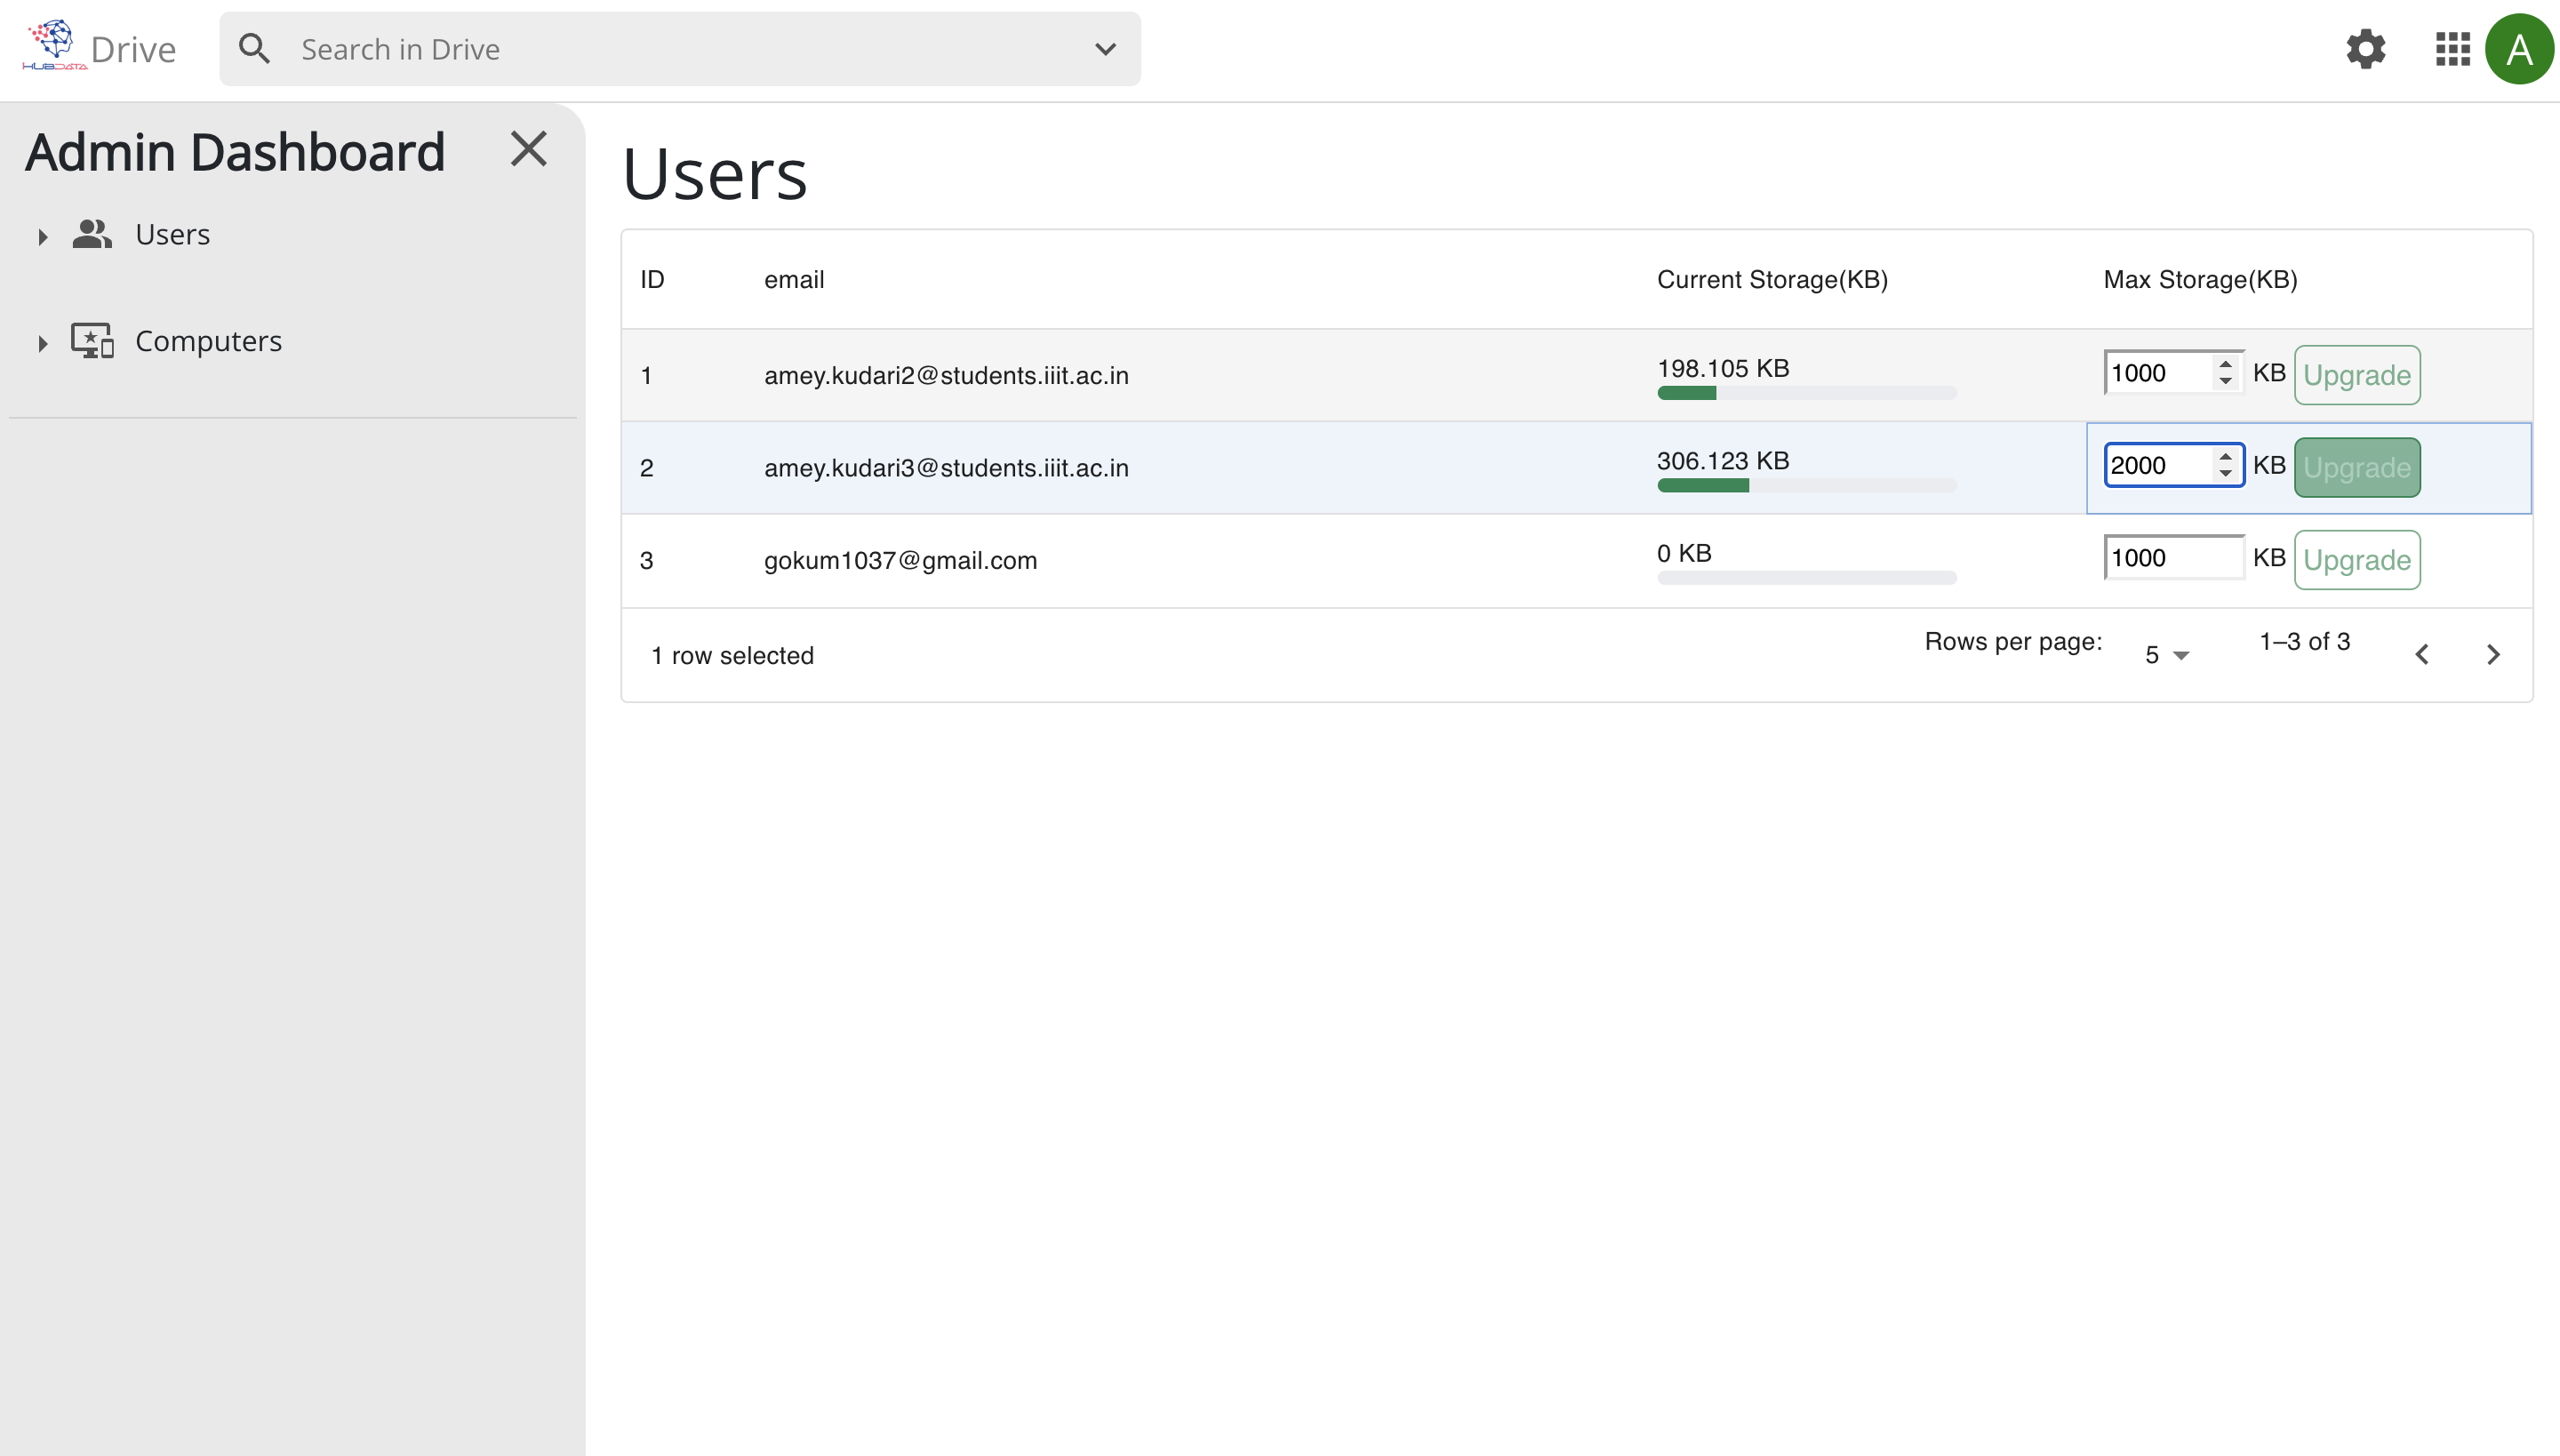 HUBDATA Drive
Search in Drive
A
Admin Dashboard
Users
Computers
Users
ID email Current Storage(KB) Max Storage(KB)
1 amey.kudari2@students.iiit.ac.in 198.105 KB 1000 KB Upgrade
2 amey.kudari3@students.iiit.ac.in 306.123 KB 2000 KB Upgrade
3 gokum1037@gmail.com 0 KB 1000 KB Upgrade
1 row selected Rows per page: 5 1–3 of 3